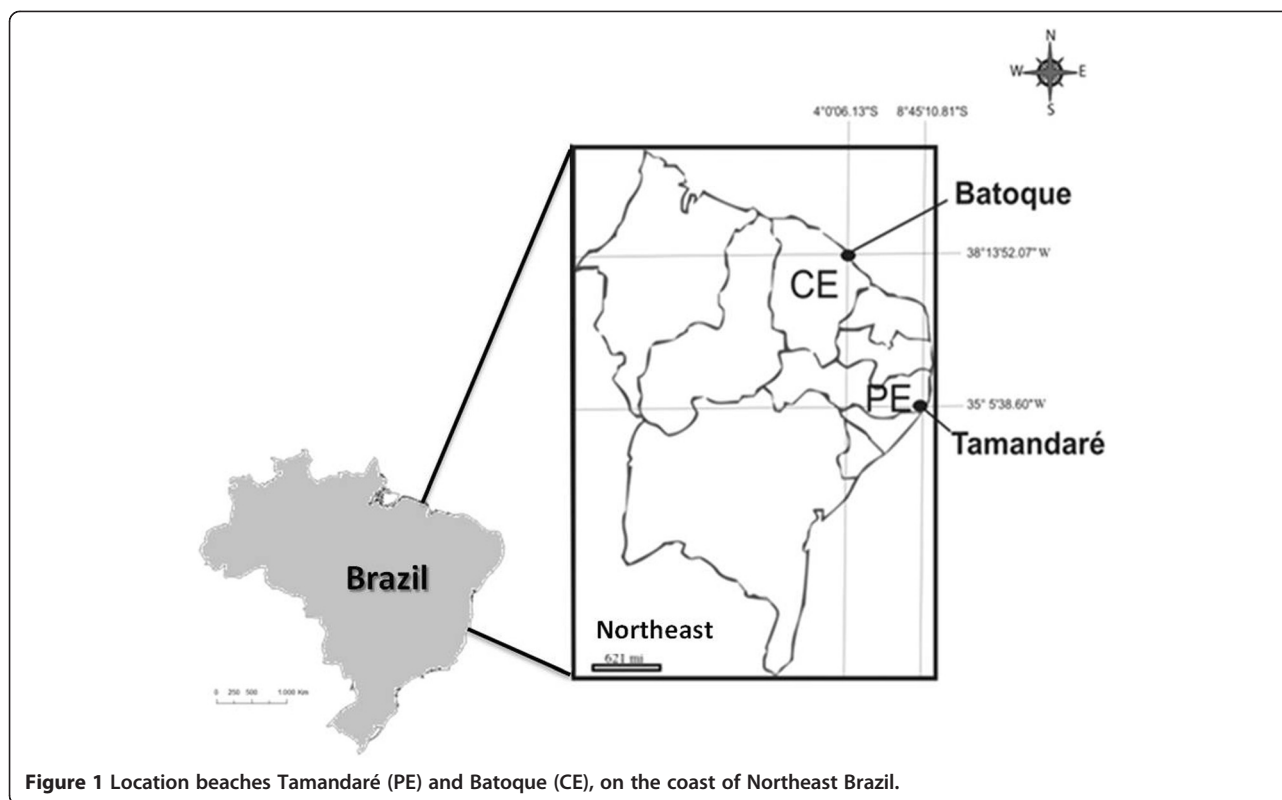 N
W E
S
4°0'06.13"S 8°45'10.81"S
Batoque
38°13'52.07"W
CE
PE
35° 5'38.60"W
Tamandaré
Brazil
Northeast
621 mi
0 250 500 1.000 Km
Figure 1 Location beaches Tamandaré (PE) and Batoque (CE), on the coast of Northeast Brazil.